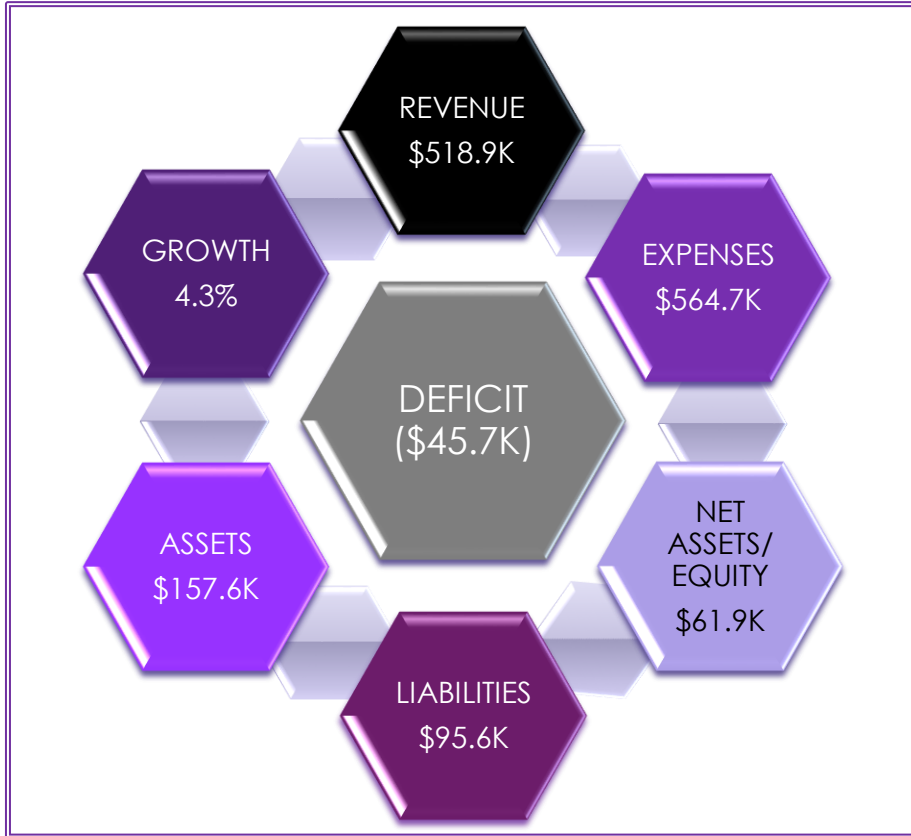 REVENUE
$518.9K
GROWTH
4.3%
EXPENSES
$564.7K
DEFICIT
($45.7K)
ASSETS
$157.6K
NET
ASSETS/
EQUITY
$61.9K
LIABILITIES
$95.6K